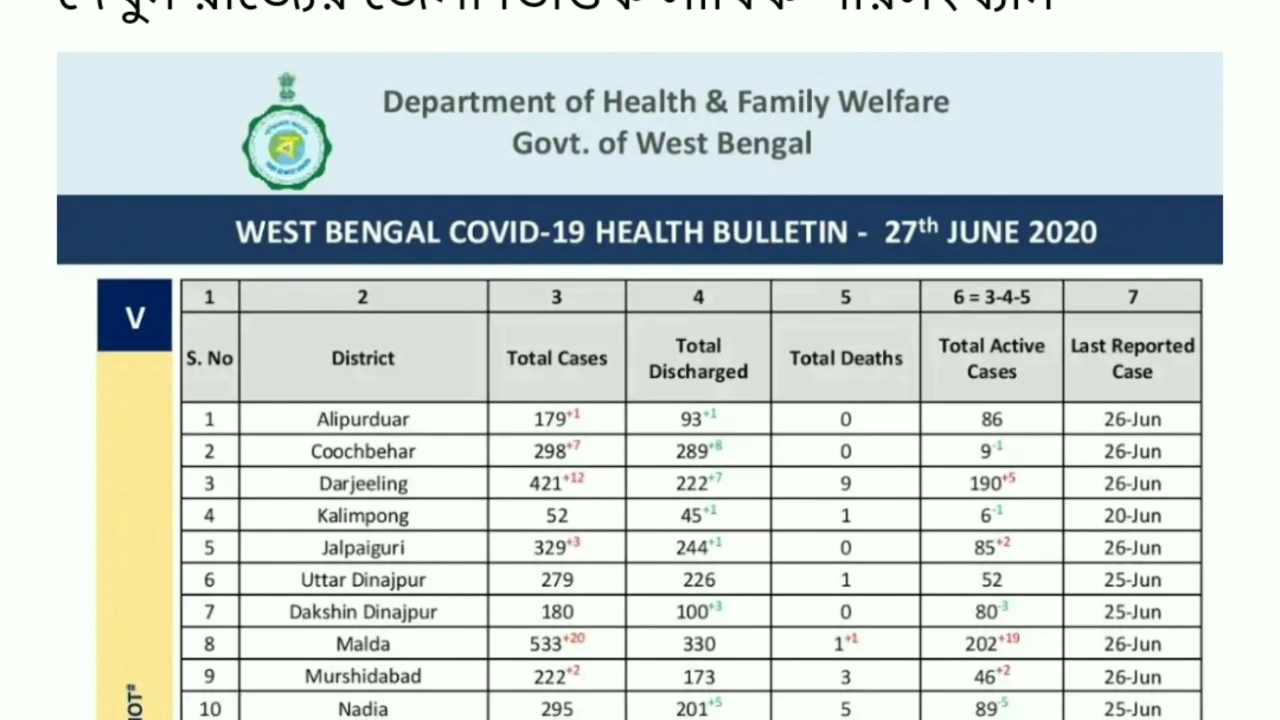 Department of Health & Family Welfare
Govt. of West Bengal
WEST BENGAL COVID-19 HEALTH BULLETIN - 27th JUNE 2020
V
1 2 3 4 5 6 = 3-4-5 7
S. No District Total Cases Total Discharged Total Deaths Total Active Cases Last Reported Case
1 Alipurduar 179+1 93+1 0 86 26-Jun
2 Coochbehar 298+7 289+8 0 9-1 26-Jun
3 Darjeeling 421+12 222+7 9 190+5 26-Jun
4 Kalimpong 52 45+1 1 6-1 20-Jun
5 Jalpaiguri 329+3 244+1 0 85+2 26-Jun
6 Uttar Dinajpur 279 226 1 52 25-Jun
7 Dakshin Dinajpur 180 100+3 0 80-3 25-Jun
8 Malda 533+20 330 1+1 202+19 26-Jun
9 Murshidabad 222+2 173 3 46+2 26-Jun
10 Nadia 295 201+5 5 89-5 25-Jun